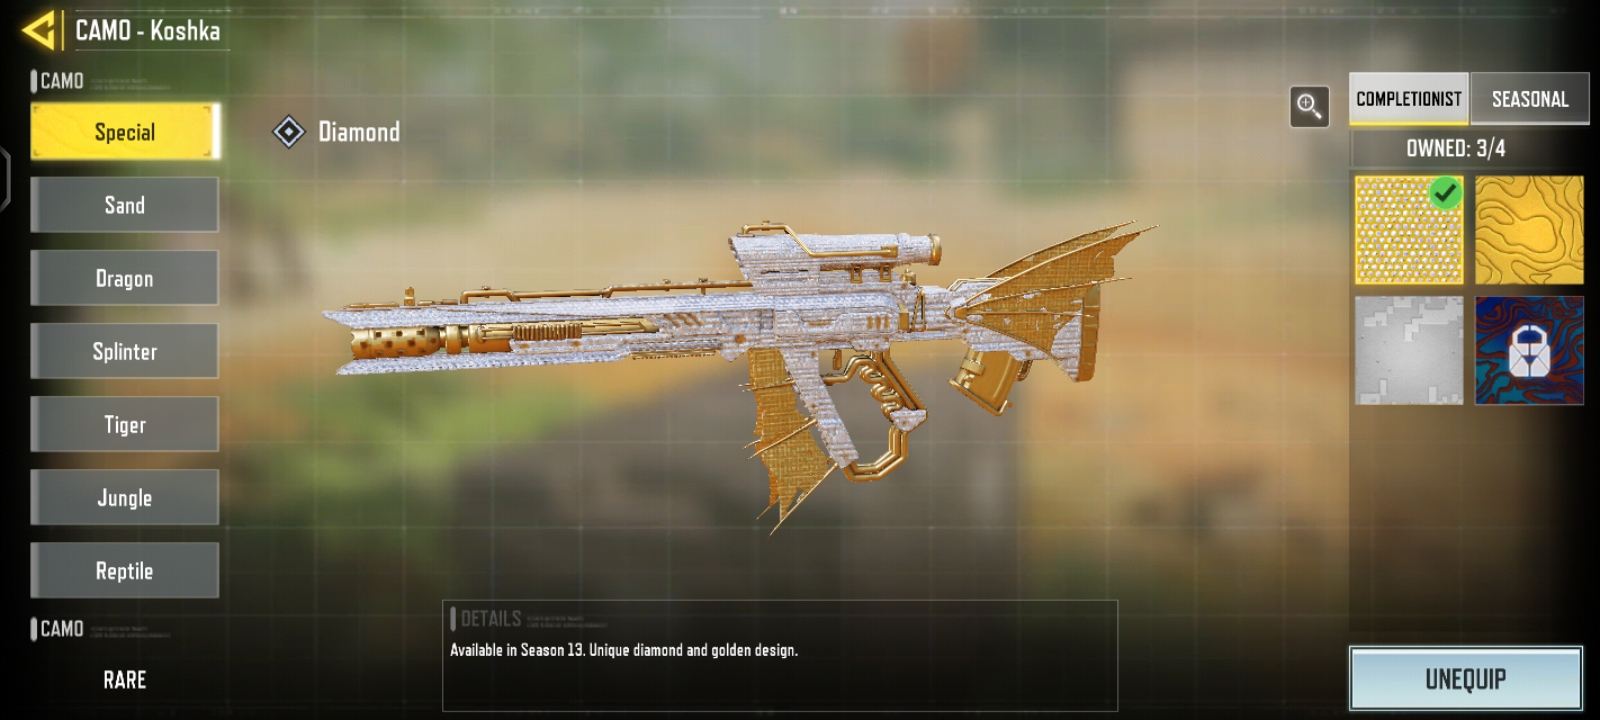 CAMO - Koshka
CAMO
Special
Sand
Dragon
Splinter
Tiger
Jungle
Reptile
CAMO
RARE
Diamond
COMPLETIONIST
SEASONAL
OWNED: 3/4
DETAILS
Available in Season 13. Unique diamond and golden design.
UNEQUIP